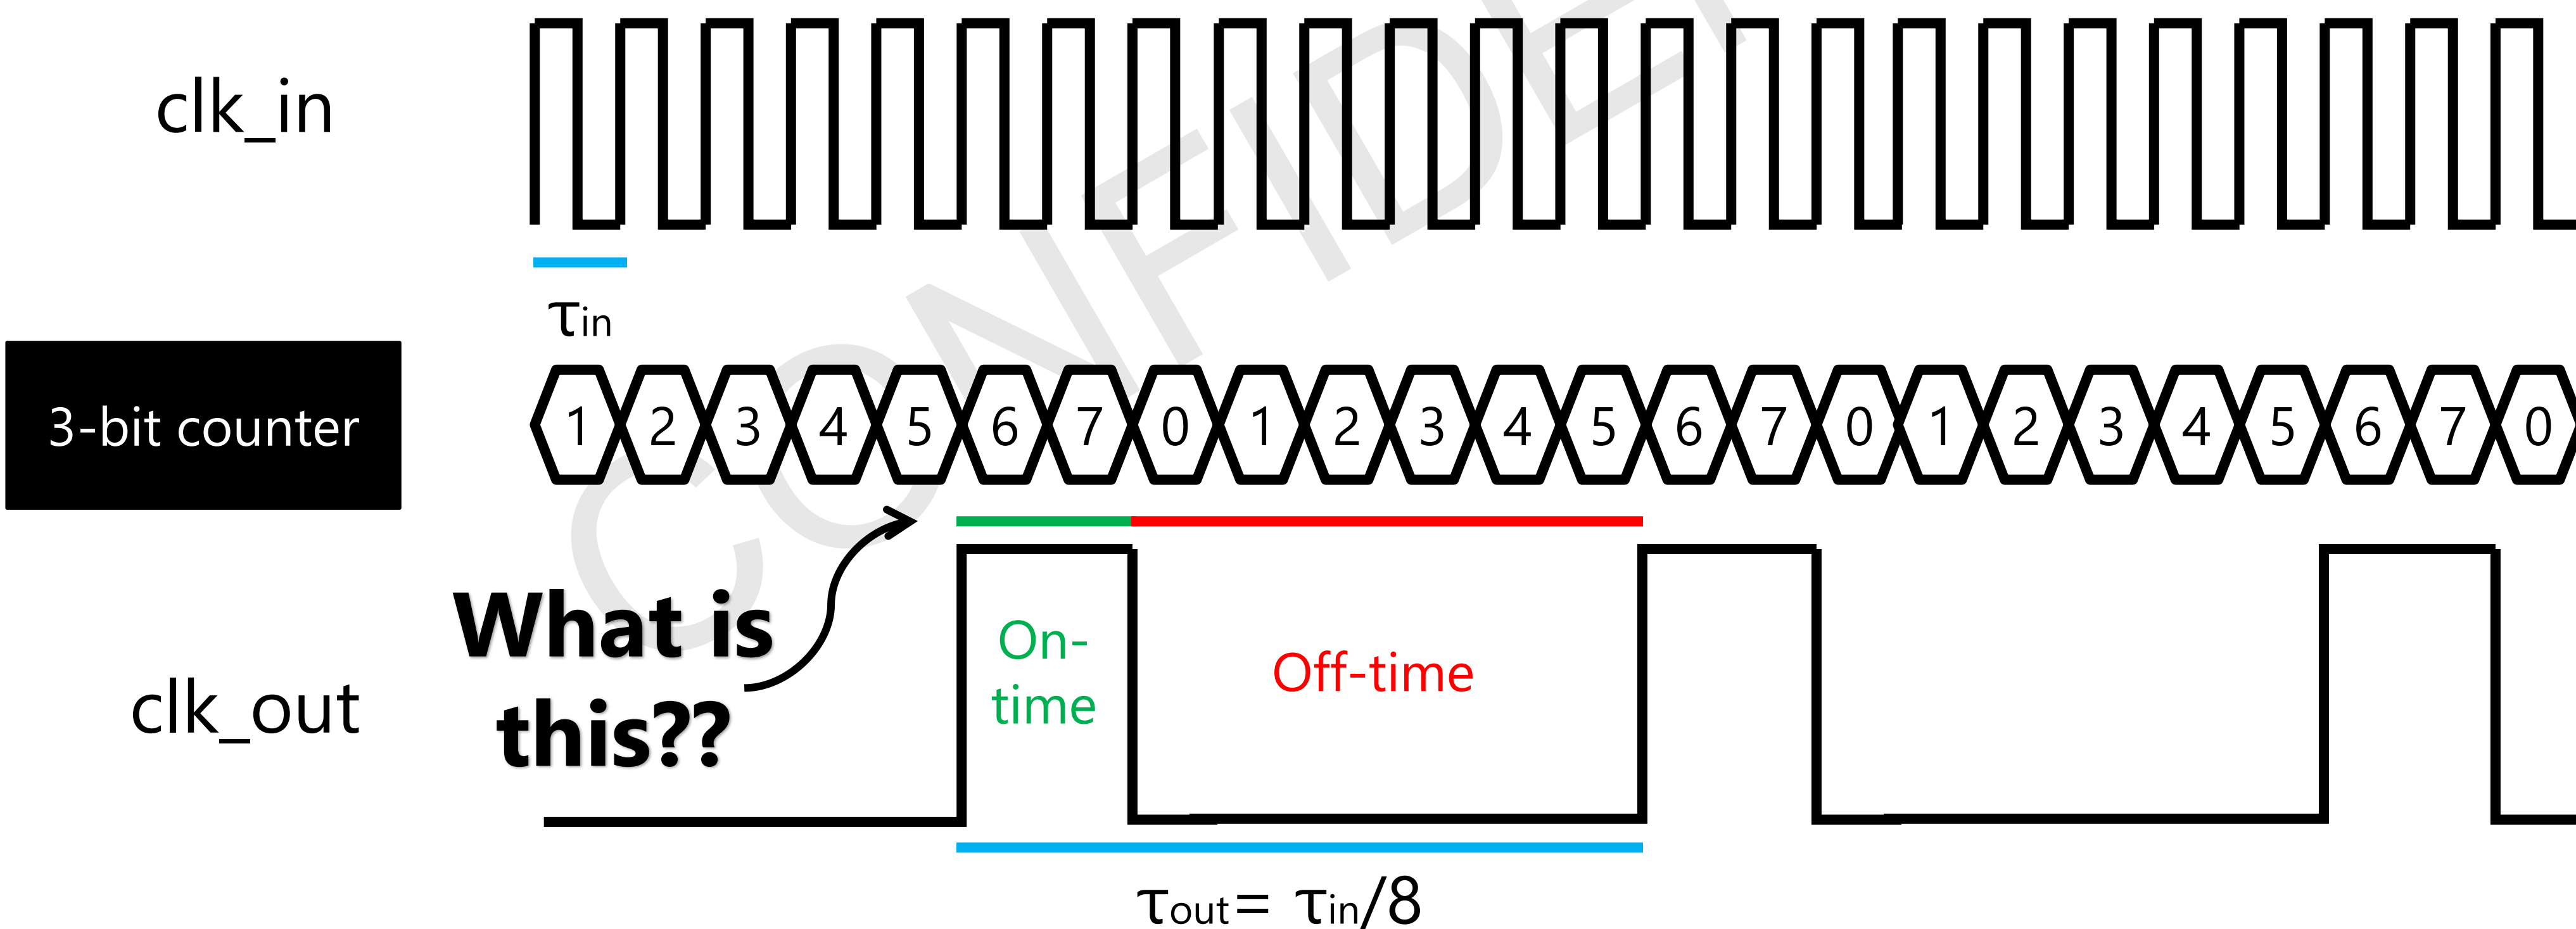 clk_in
τin
3-bit counter
1 2 3 4 5 6 7 0 1 2 3 4 5 6 7 0 1 2 3 4 5 6 7 0
What is
this??
On-
time
Off-time
clk_out
τout= τin/8
CONFIDE